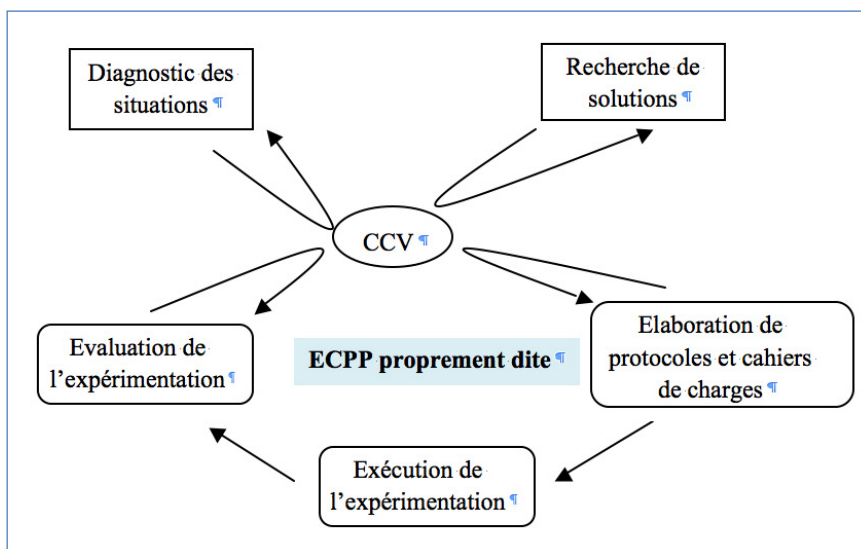 Diagnostic des
situations ¶
Recherche de
solutions ¶
CCV ¶
Evaluation de
l’expérimentation ¶
ECPP proprement dite ¶
Elaboration de
protocoles et cahiers
de charges ¶
Exécution de
l’expérimentation ¶